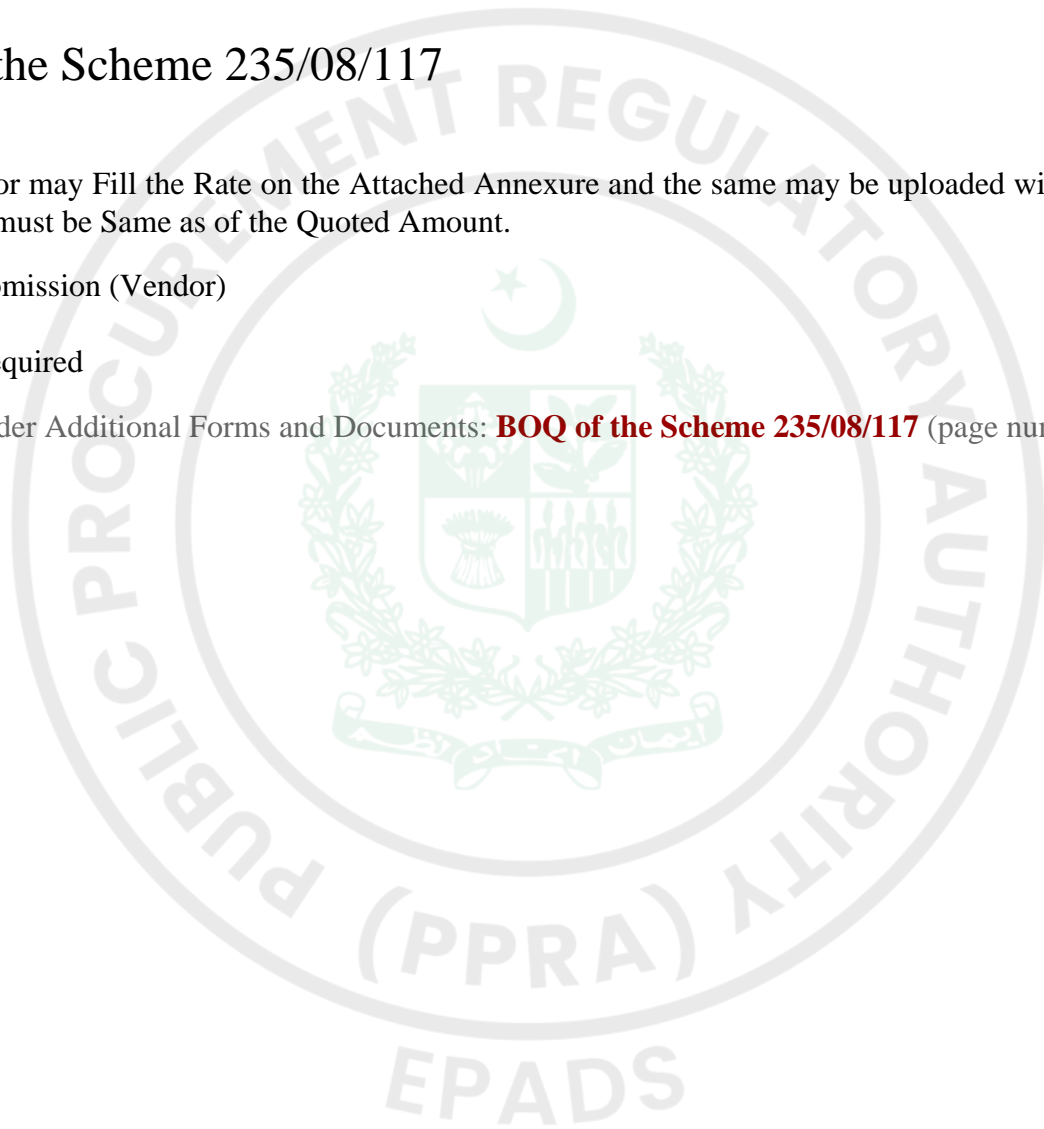 the Scheme 235/08/117
or may Fill the Rate on the Attached Annexure and the same may be uploaded wi
must be Same as of the Quoted Amount.
mission (Vendor)
quired
der Additional Forms and Documents: BOQ of the Scheme 235/08/117 (page nu
PUBLIC PROCUREMENT REGULATORY AUTHORITY
(PPRA)
EPADS